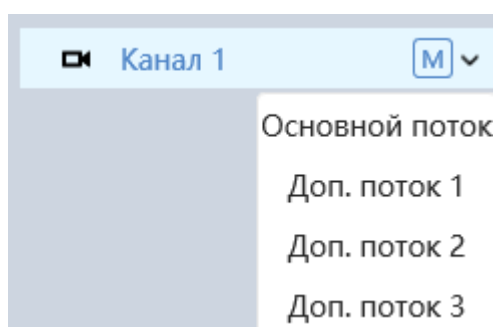 Канал 1 M
Основной поток
Доп. поток 1
Доп. поток 2
Доп. поток 3